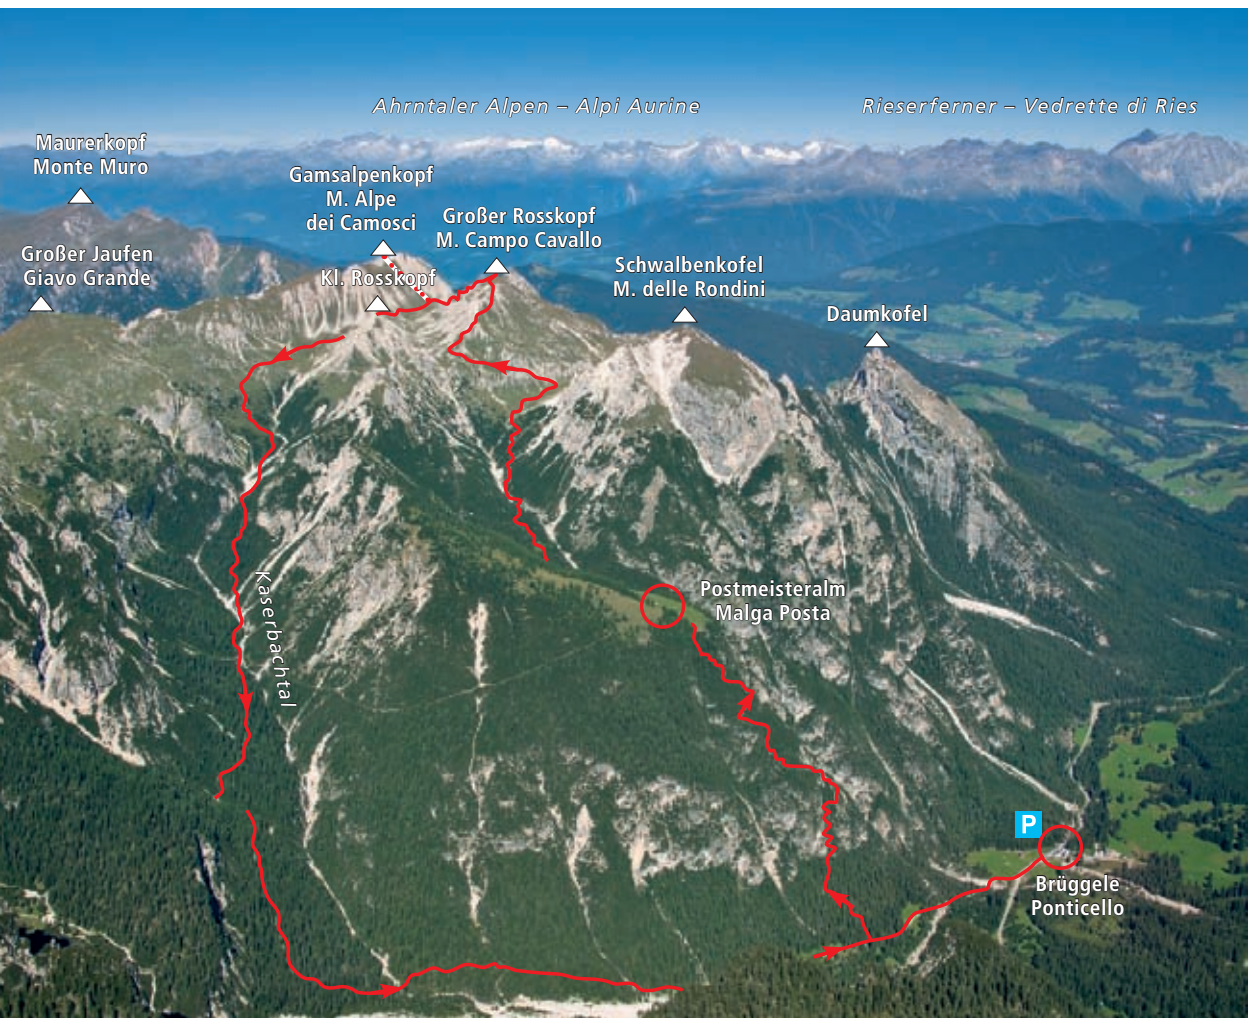 Ahrntaler Alpen – Alpi Aurine
Rieserferner – Vedrette di Ries
Maurerkopf
Monte Muro
Gamsalpenkopf
M. Alpe
dei Camosci
Großer Rosskopf
M. Campo Cavallo
Großer Jaufen
Giavo Grande
Kl. Rosskopf
Schwalbenkofel
M. delle Rondini
Daumkofel
Kaserbachtal
Postmeisteralm
Malga Posta
P
Brüggele
Ponticello